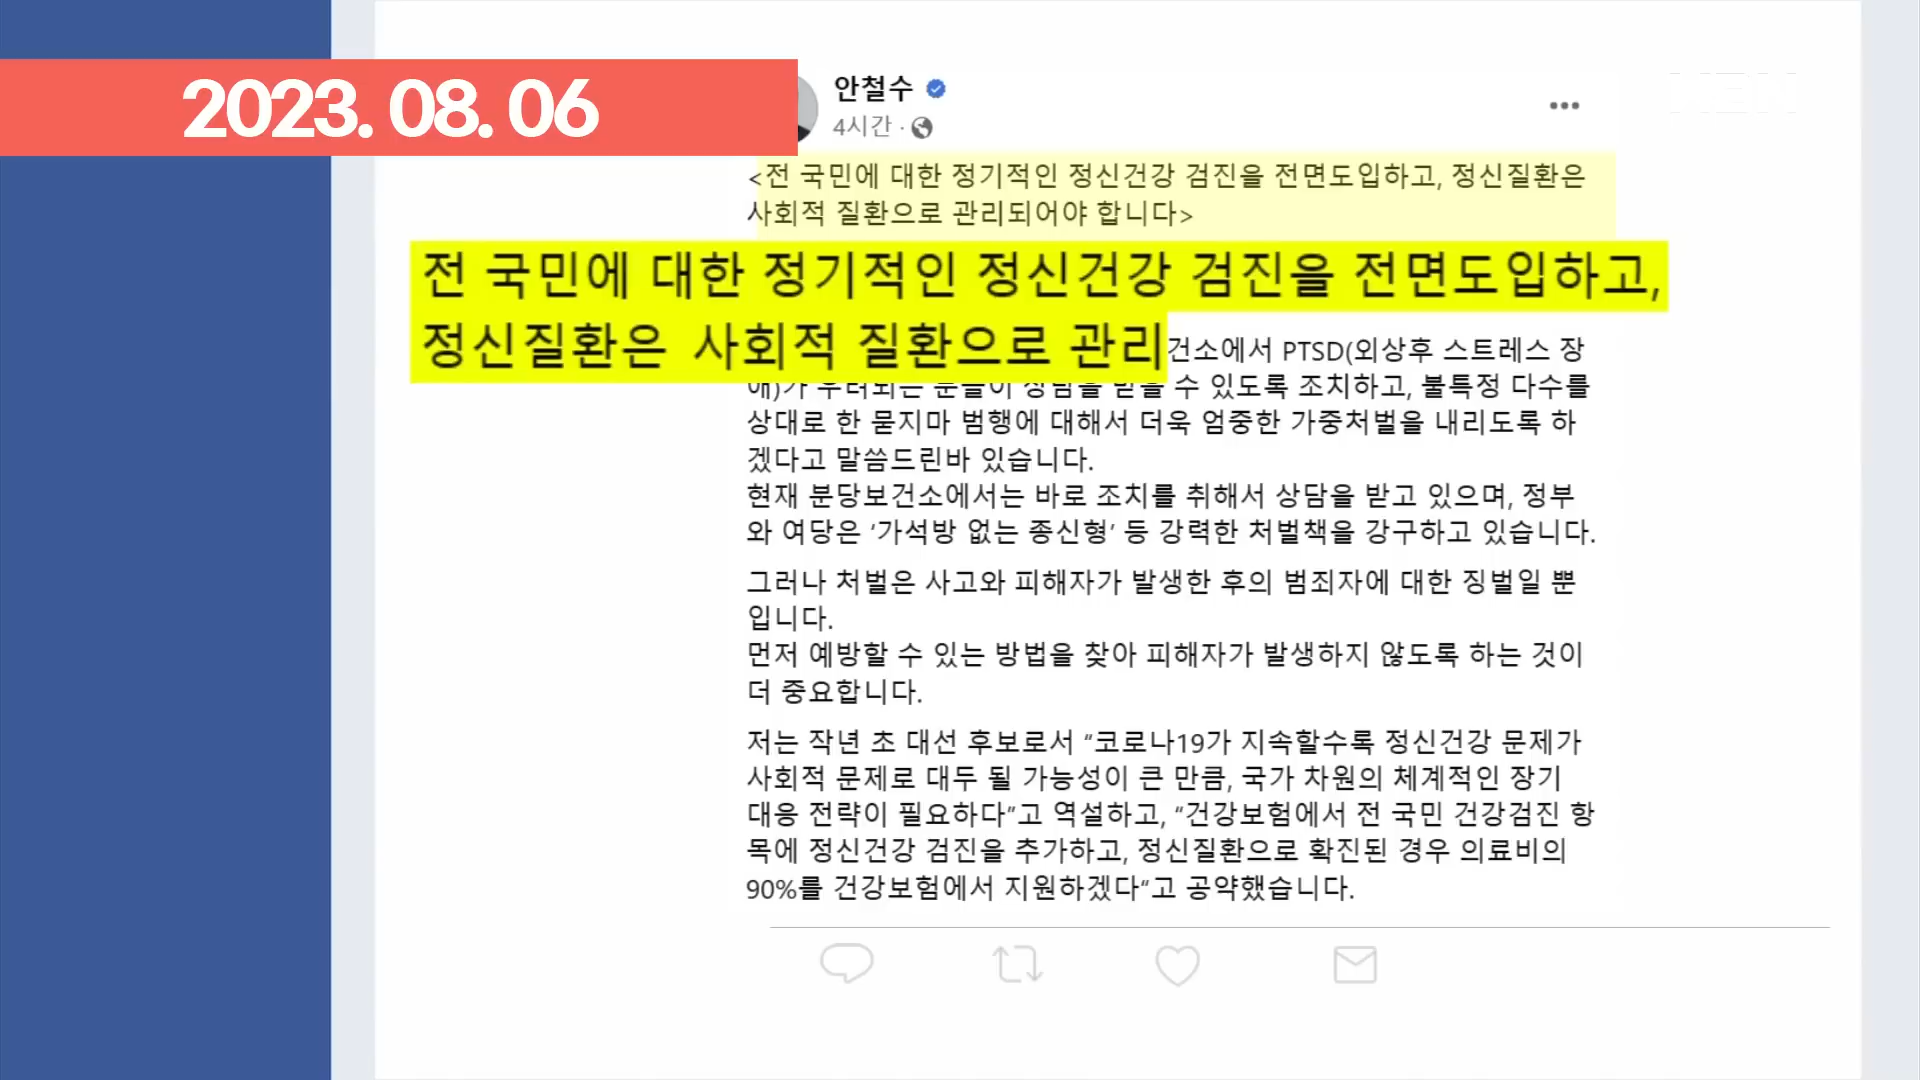 2023. 08. 06
안철수
4시간 ·
<전 국민에 대한 정기적인 정신건강 검진을 전면도입하고, 정신질환은
사회적 질환으로 관리되어야 합니다>
전 국민에 대한 정기적인 정신건강 검진을 전면도입하고,
정신질환은 사회적 질환으로 관리
건소에서 PTSD(외상후 스트레스 장
애)가 우려되는 분들이 상담을 받을 수 있도록 조치하고, 불특정 다수를
상대로 한 묻지마 범행에 대해서 더욱 엄중한 가중처벌을 내리도록 하
겠다고 말씀드린바 있습니다.
현재 분당보건소에서는 바로 조치를 취해서 상담을 받고 있으며, 정부
와 여당은 ‘가석방 없는 종신형’ 등 강력한 처벌책을 강구하고 있습니다.
그러나 처벌은 사고와 피해자가 발생한 후의 범죄자에 대한 징벌일 뿐
입니다.
먼저 예방할 수 있는 방법을 찾아 피해자가 발생하지 않도록 하는 것이
더 중요합니다.
저는 작년 초 대선 후보로서 “코로나19가 지속할수록 정신건강 문제가
사회적 문제로 대두 될 가능성이 큰 만큼, 국가 차원의 체계적인 장기
대응 전략이 필요하다”고 역설하고, “건강보험에서 전 국민 건강검진 항
목에 정신건강 검진을 추가하고, 정신질환으로 확진된 경우 의료비의
90%를 건강보험에서 지원하겠다“고 공약했습니다.